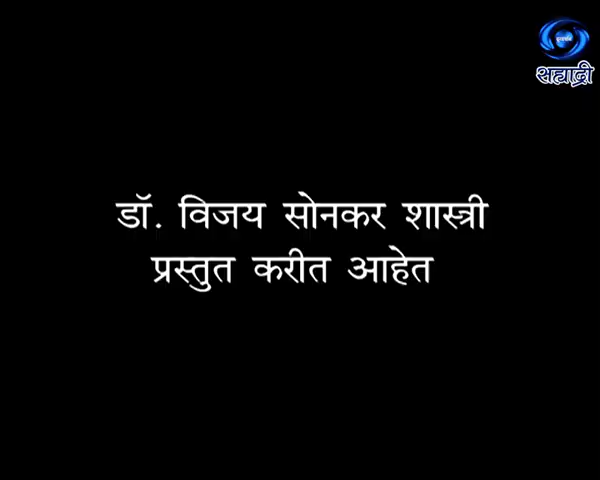 सह्याद्री
डॉ. विजय सोनकर शास्त्री
प्रस्तुत करीत आहेत